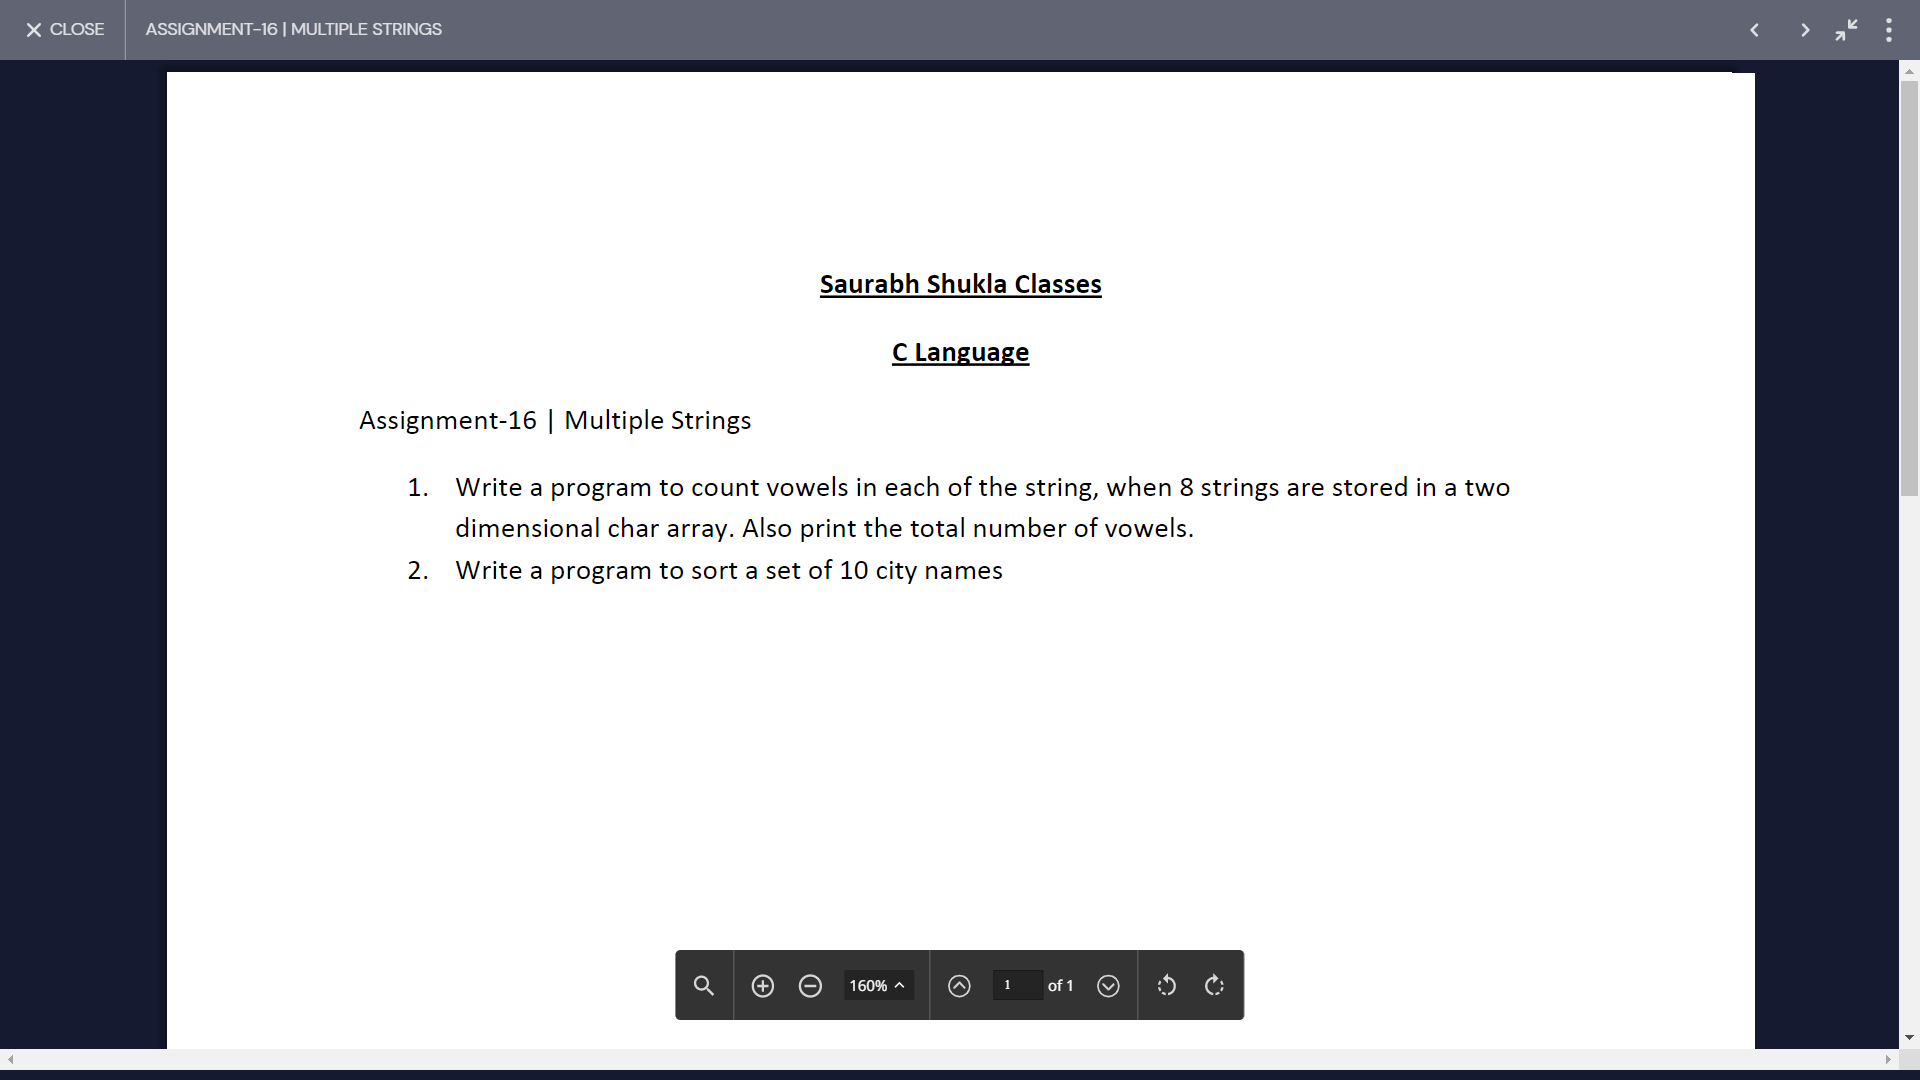 CLOSE
ASSIGNMENT-16 | MULTIPLE STRINGS
Saurabh Shukla Classes
C Language
Assignment-16 | Multiple Strings
1. Write a program to count vowels in each of the string, when 8 strings are stored in a two
dimensional char array. Also print the total number of vowels.
2. Write a program to sort a set of 10 city names
160%
1 of 1